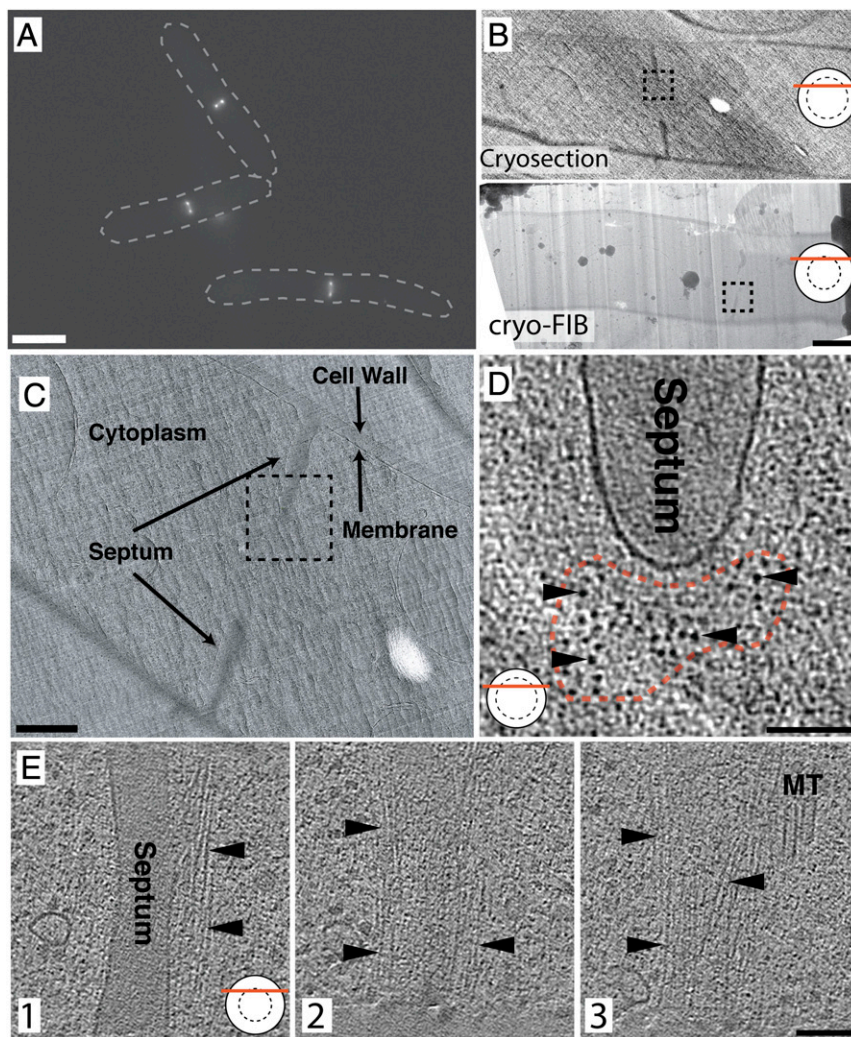 A
B
Cryosection
cryo-FIB
C
Cell Wall
Cytoplasm
Septum
Membrane
D
Septum
E
Septum
1
2
MT
3